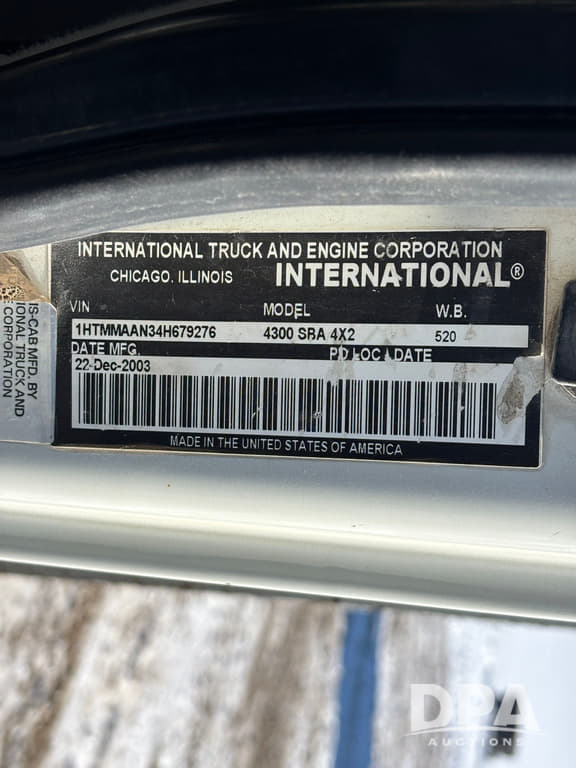 INTERNATIONAL TRUCK AND ENGINE CORPORATION
CHICAGO, ILLINOIS INTERNATIONAL®
VIN MODEL W.B.
1HTMMAAN34H679276 4300 SBA 4X2 520
DATE MFG. PD LOC / DATE
22-Dec-2003
MADE IN THE UNITED STATES OF AMERICA
IS-CAB MFD. BY
IONAL TRUCK AND
CORPORATION
DPA
AUCTIONS